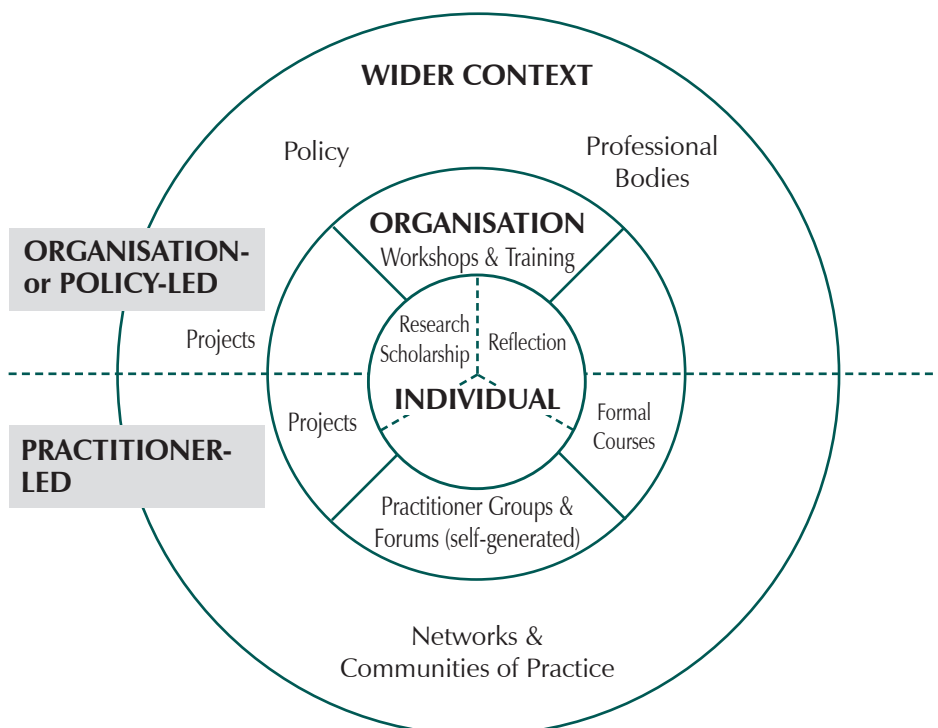 WIDER CONTEXT
Policy
Professional
Bodies
ORGANISATION
Workshops & Training
ORGANISATION-
or POLICY-LED
Projects
Research
Scholarship
Reflection
INDIVIDUAL
Projects
Formal
Courses
PRACTITIONER-
LED
Practitioner Groups &
Forums (self-generated)
Networks &
Communities of Practice